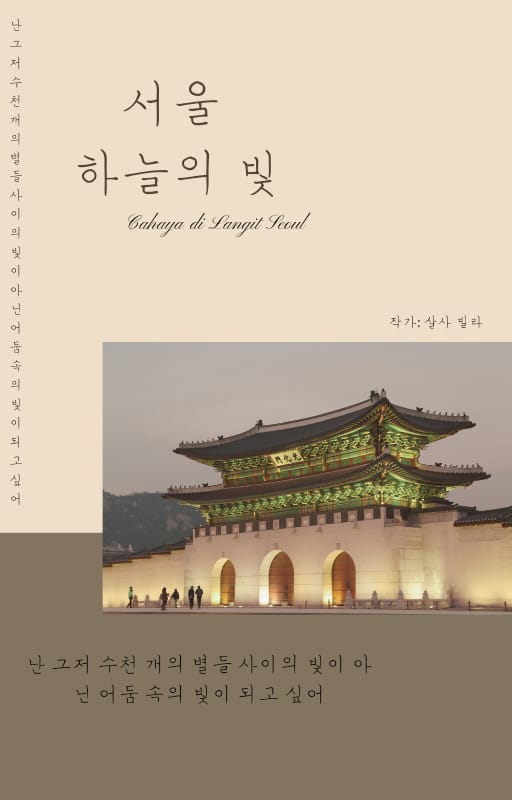 서울
하늘의 빛
Cahaya di Langit Seoul
작가: 살사 빌라
난 그저 수천 개의 별들 사이의 빛이 아
닌 어둠 속의 빛이 되고 싶어
난그저수천개의별들사이의빛이아닌어둠속의빛이되고싶어